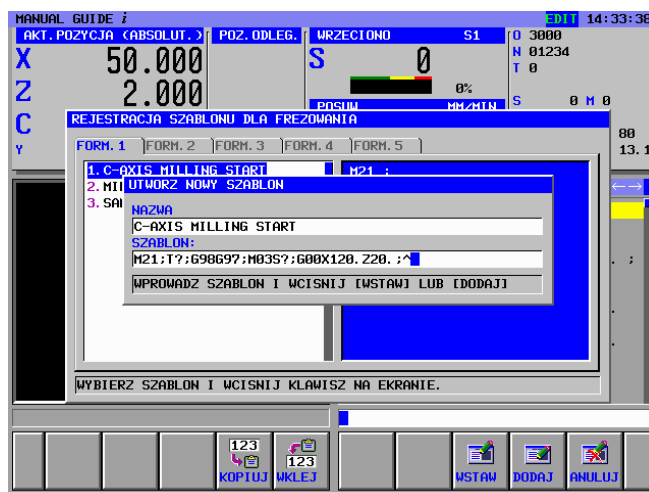 MANUAL GUIDE i EDIT 14:33:38
AKT.POZYCJA (ABSOLUT.) POZ.ODLEG. WRZECIONO S1 O 3000
X 50.000 S 0 N 01234
T 0
Z 2.000 0% S 0 M 0
POSUW MM/MIN
C REJESTRACJA SZABLONU DLA FREZOWANIA
80
Y FORM.1 FORM.2 FORM.3 FORM.4 FORM.5 13.1
1.C-AXIS MILLING START M21 ;
2.MI UTWORZ NOWY SZABLON ←→
3.SA
NAZWA
C-AXIS MILLING START
SZABLON:
M21;T?;G98G97;M03S?;G00X120.Z20.;^ . ;
WPROWADZ SZABLON I WCISNIJ [WSTAW] LUB [DODAJ]
.
.
WYBIERZ SZABLON I WCISNIJ KLAWISZ NA EKRANIE.
123 123
KOPIUJ WKLEJ WSTAW DODAJ ANULUJ